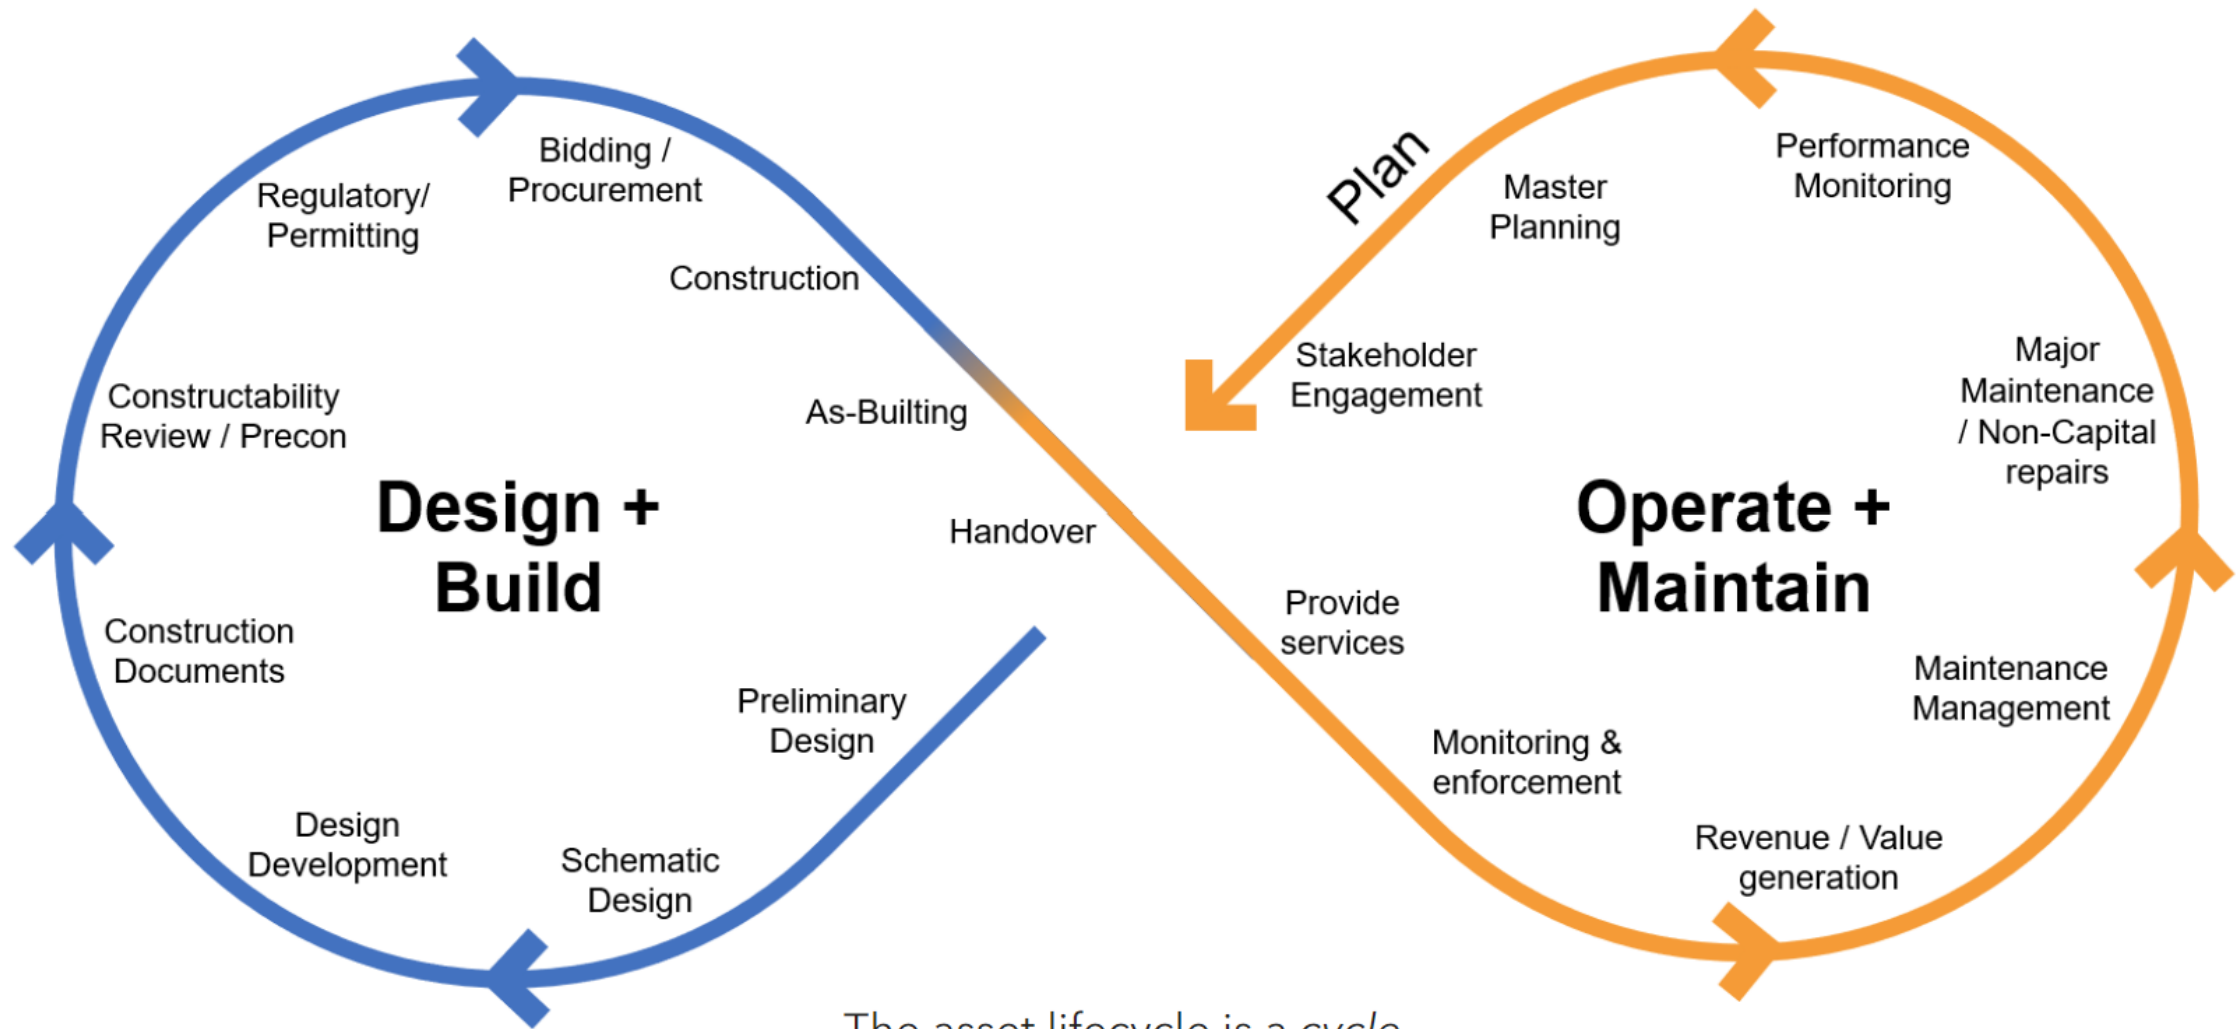 Bidding /
Procurement
Regulatory/
Permitting
Construction
Constructability
Review / Precon
As-Builting
Design +
Build
Handover
Construction
Documents
Preliminary
Design
Design
Development
Schematic
Design
Plan
Performance
Monitoring
Master
Planning
Stakeholder
Engagement
Major
Maintenance
/ Non-Capital
repairs
Operate +
Maintain
Provide
services
Maintenance
Management
Monitoring &
enforcement
Revenue / Value
generation
The asset lifecycle is a cycle